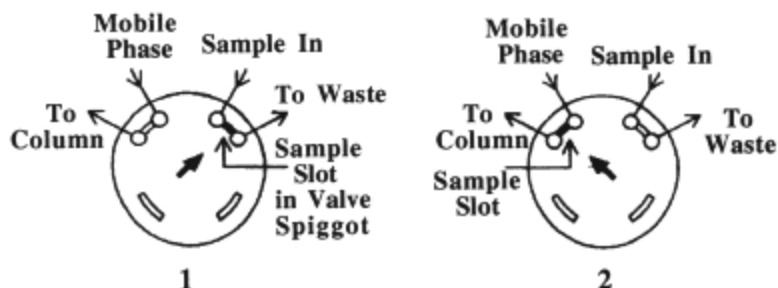 Mobile
Phase
Sample In
To
Column
To Waste
Sample
Slot
in Valve
Spiggot
1
Mobile
Phase
Sample In
To
Column
To
Waste
Sample
Slot
2